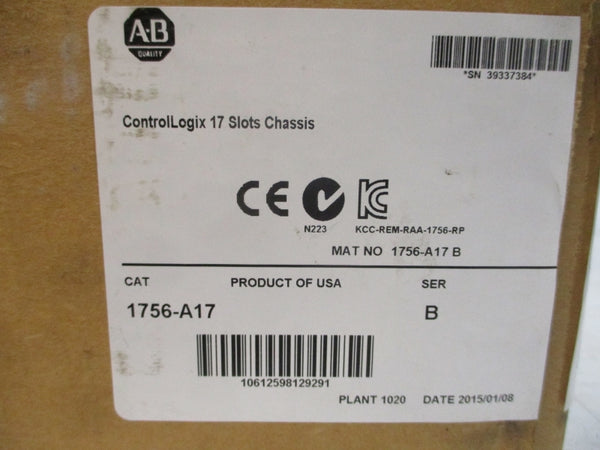 A-B
QUALITY
*SN 39337384*
ControlLogix 17 Slots Chassis
CE
N223 KCC-REM-RAA-1756-RP
MAT NO 1756-A17 B
CAT PRODUCT OF USA SER
1756-A17 B
10612598129291
PLANT 1020 DATE 2015/01/08